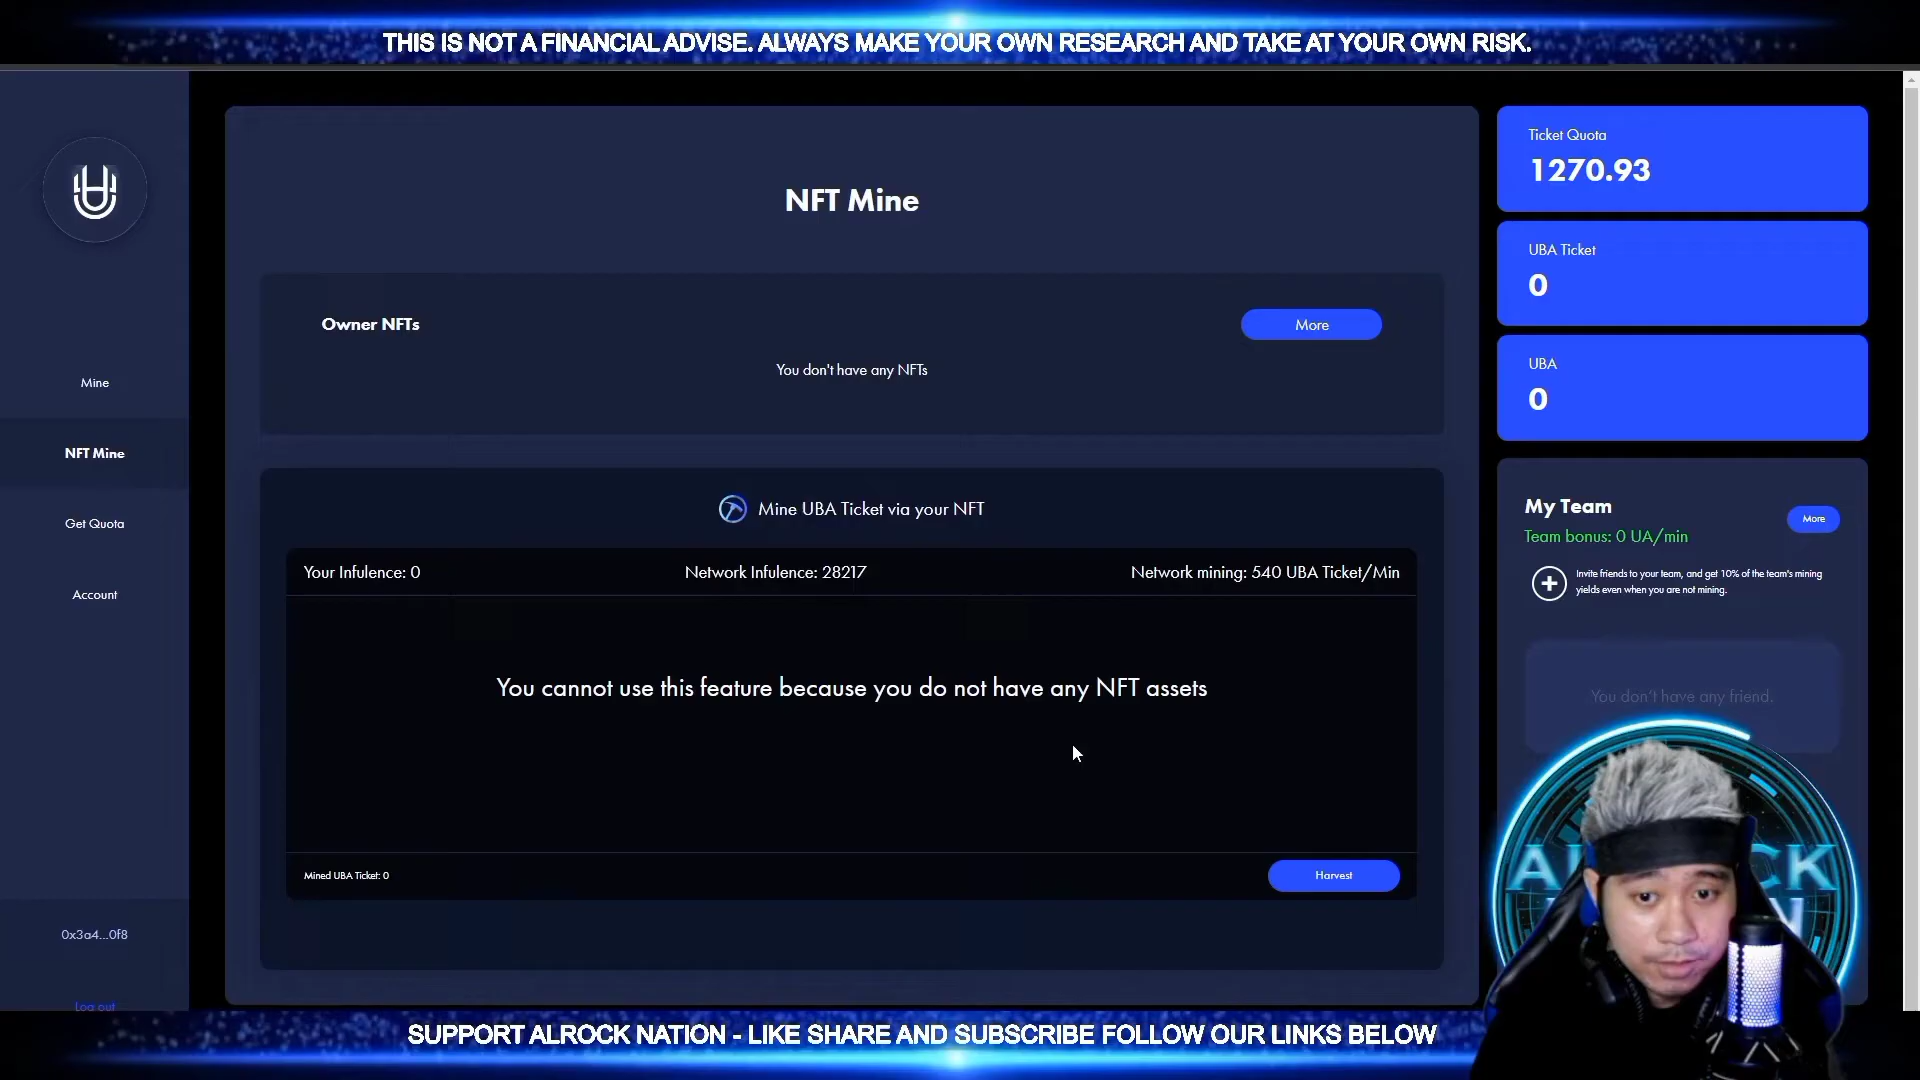 THIS IS NOT A FINANCIAL ADVISE. ALWAYS MAKE YOUR OWN RESEARCH AND TAKE AT YOUR OWN RISK.
NFT Mine
Owner NFTs
More
You don't have any NFTs
Mine UBA Ticket via your NFT
Your Infulence: 0
Network Infulence: 28217
Network mining: 540 UBA Ticket/Min
You cannot use this feature because you do not have any NFT assets
Mined UBA Ticket: 0
Harvest
Mine
NFT Mine
Get Quota
Account
0x3a4...0f8
Log out
Ticket Quota
1270.93
UBA Ticket
0
UBA
0
My Team
More
Team bonus: 0 UA/min
Invite friends to your team, and get 10% of the team's mining
yields even when you are not mining.
You don't have any friend.
SUPPORT ALROCK NATION - LIKE SHARE AND SUBSCRIBE FOLLOW OUR LINKS BELOW